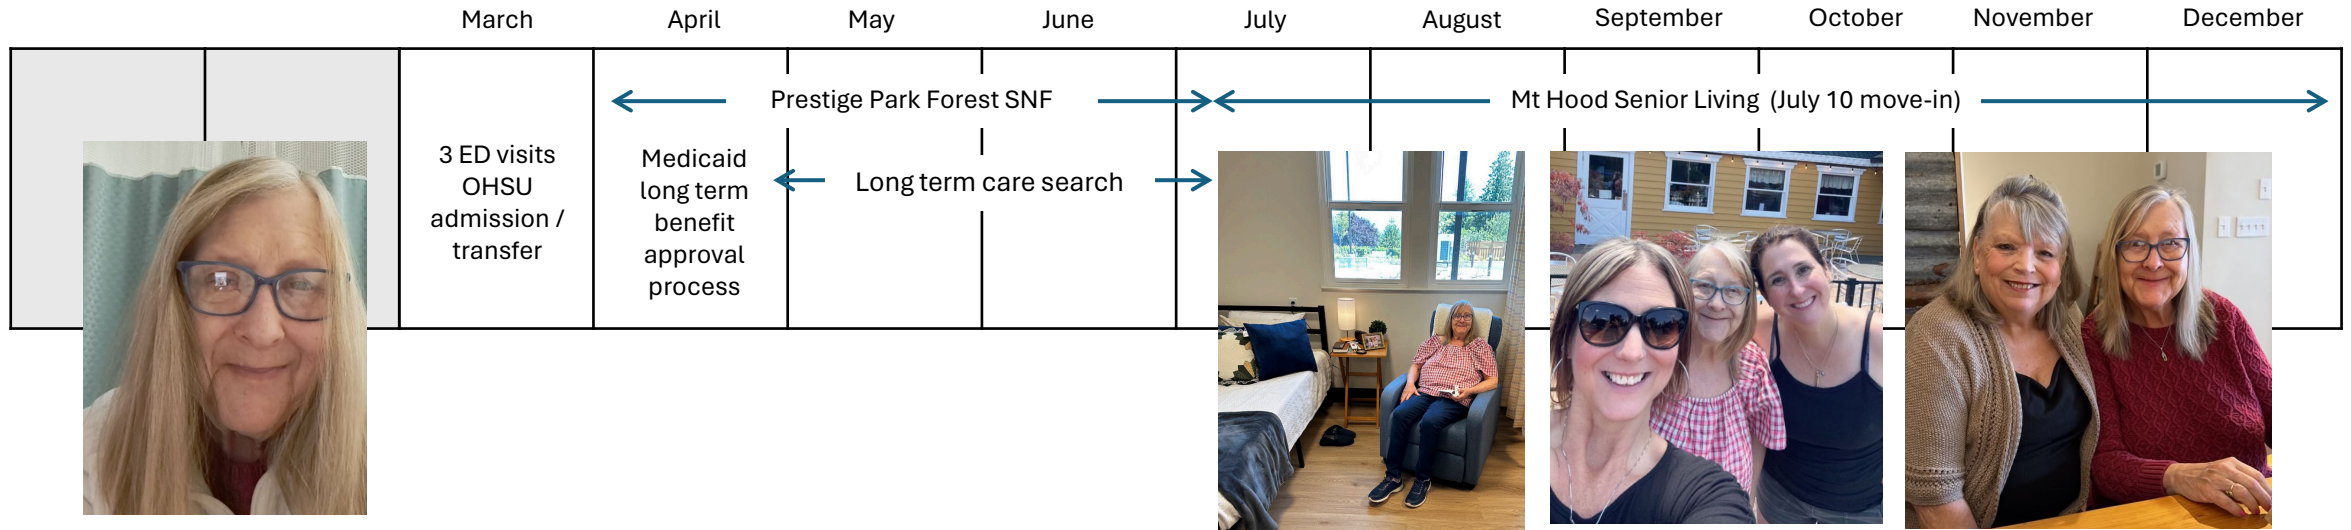 March
April
May
June
July
August
September
October
November
December
Prestige Park Forest SNF
Mt Hood Senior Living (July 10 move-in)
3 ED visits
OHSU
admission /
transfer
Medicaid
long term
benefit
approval
process
Long term care search